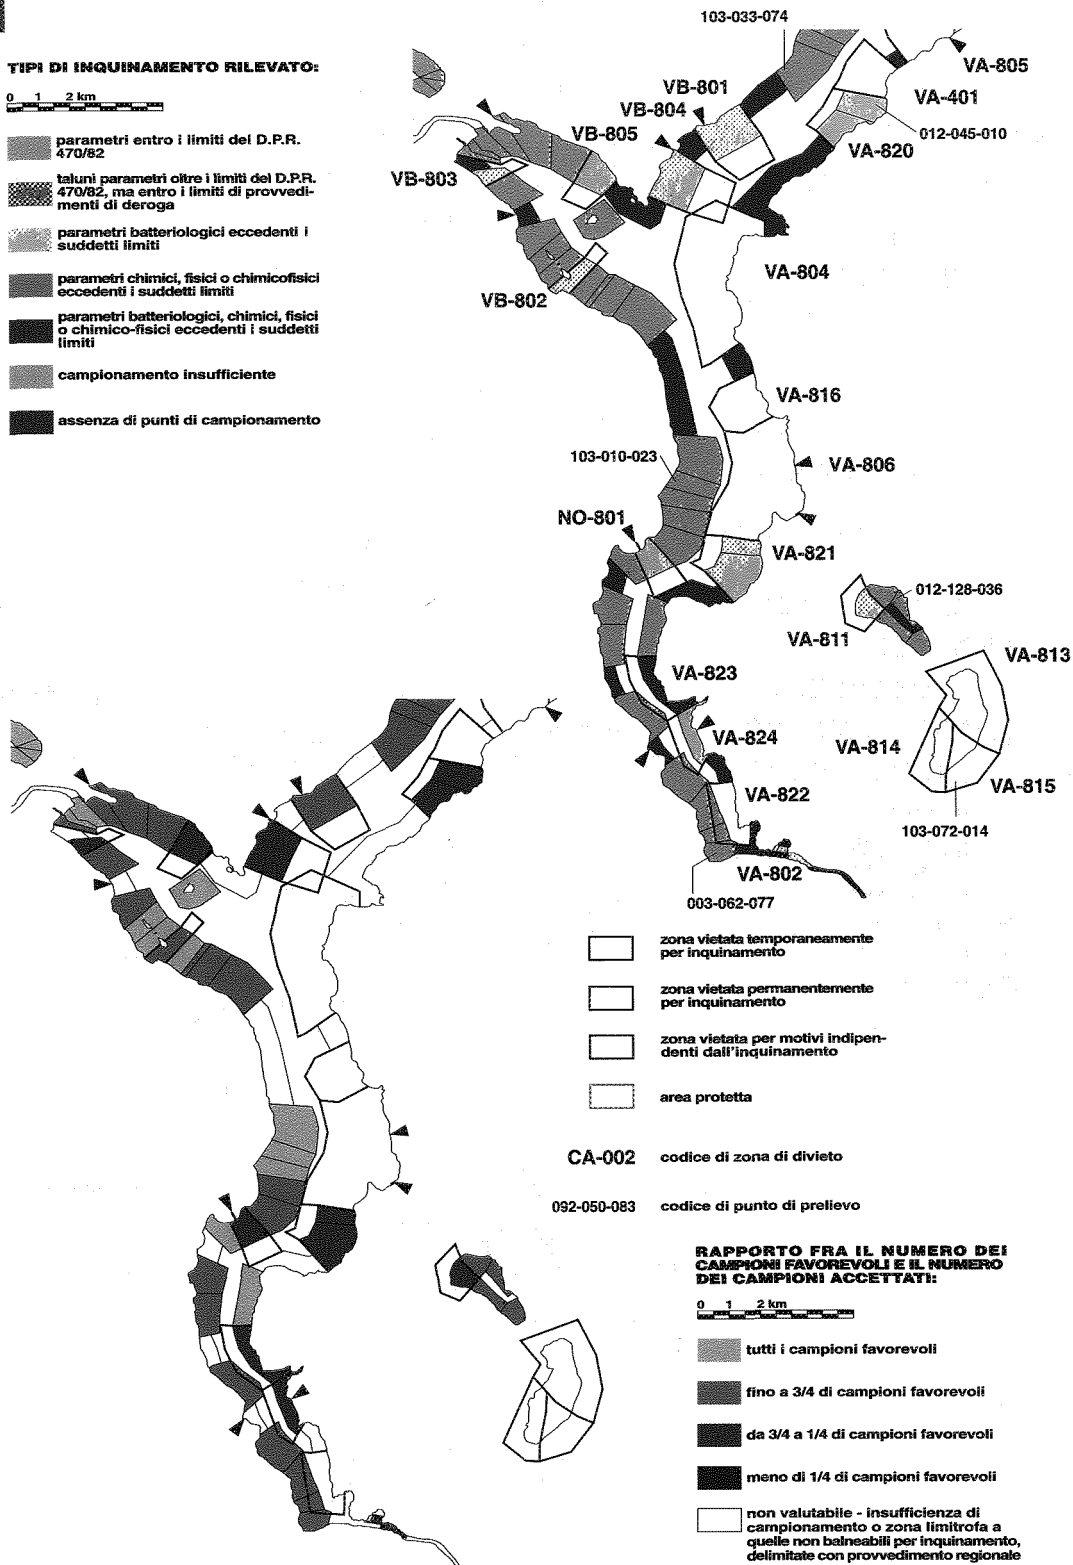 TIPI DI INQUINAMENTO RILEVATO:
0 1 2 km
parametri entro i limiti del D.P.R.
470/82
taluni parametri oltre i limiti del D.P.R.
470/82, ma entro i limiti di provvedi-
menti di deroga
parametri batteriologici eccedenti i
suddetti limiti
parametri chimici, fisici o chimicofisici
eccedenti i suddetti limiti
parametri batteriologici, chimici, fisici
o chimico-fisici eccedenti i suddetti
limiti
campionamento insufficiente
assenza di punti di campionamento
103-033-074
VA-805
VB-801
VA-401
VB-804
012-045-010
VB-805
VA-820
VB-803
VA-804
VB-802
VA-816
103-010-023
VA-806
NO-801
VA-821
012-128-036
VA-811
VA-813
VA-823
VA-824
VA-814
VA-815
VA-822
103-072-014
VA-802
003-062-077
zona vietata temporaneamente
per inquinamento
zona vietata permanentemente
per inquinamento
zona vietata per motivi indipen-
denti dall'inquinamento
area protetta
CA-002 codice di zona di divieto
092-050-083 codice di punto di prelievo
RAPPORTO FRA IL NUMERO DEI
CAMPIONI FAVOREVOLI E IL NUMERO
DEI CAMPIONI ACCETTATI:
0 1 2 km
tutti i campioni favorevoli
fino a 3/4 di campioni favorevoli
da 3/4 a 1/4 di campioni favorevoli
meno di 1/4 di campioni favorevoli
non valutabile - insufficienza di
campionamento o zona limitrofa a
quelle non balneabili per inquinamento,
delimitate con provvedimento regionale